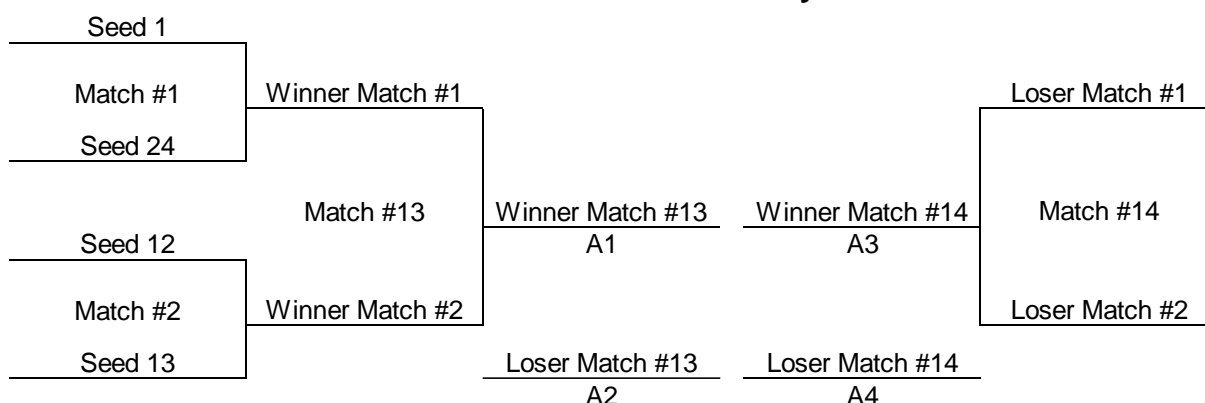 Seed 1
Match #1
Winner Match #1
Loser Match #1
Seed 24
Match #13
Winner Match #13
Winner Match #14
Match #14
Seed 12
A1
A3
Match #2
Winner Match #2
Loser Match #2
Seed 13
Loser Match #13
Loser Match #14
A2
A4